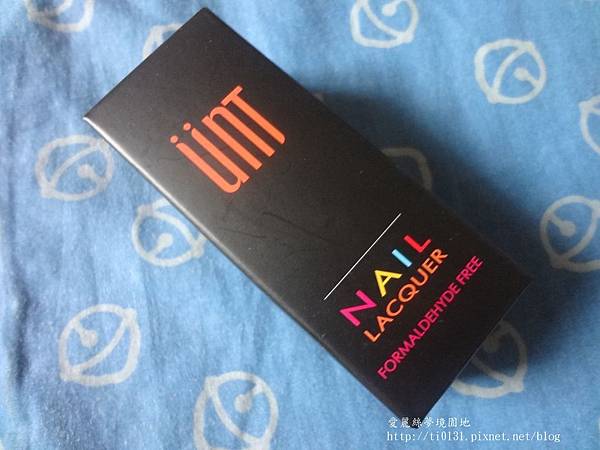 üNT
NAIL
LACQUER
FORMALDEHYDE FREE
愛麗絲夢境園地
http://ti0131.pixnet.net/blog